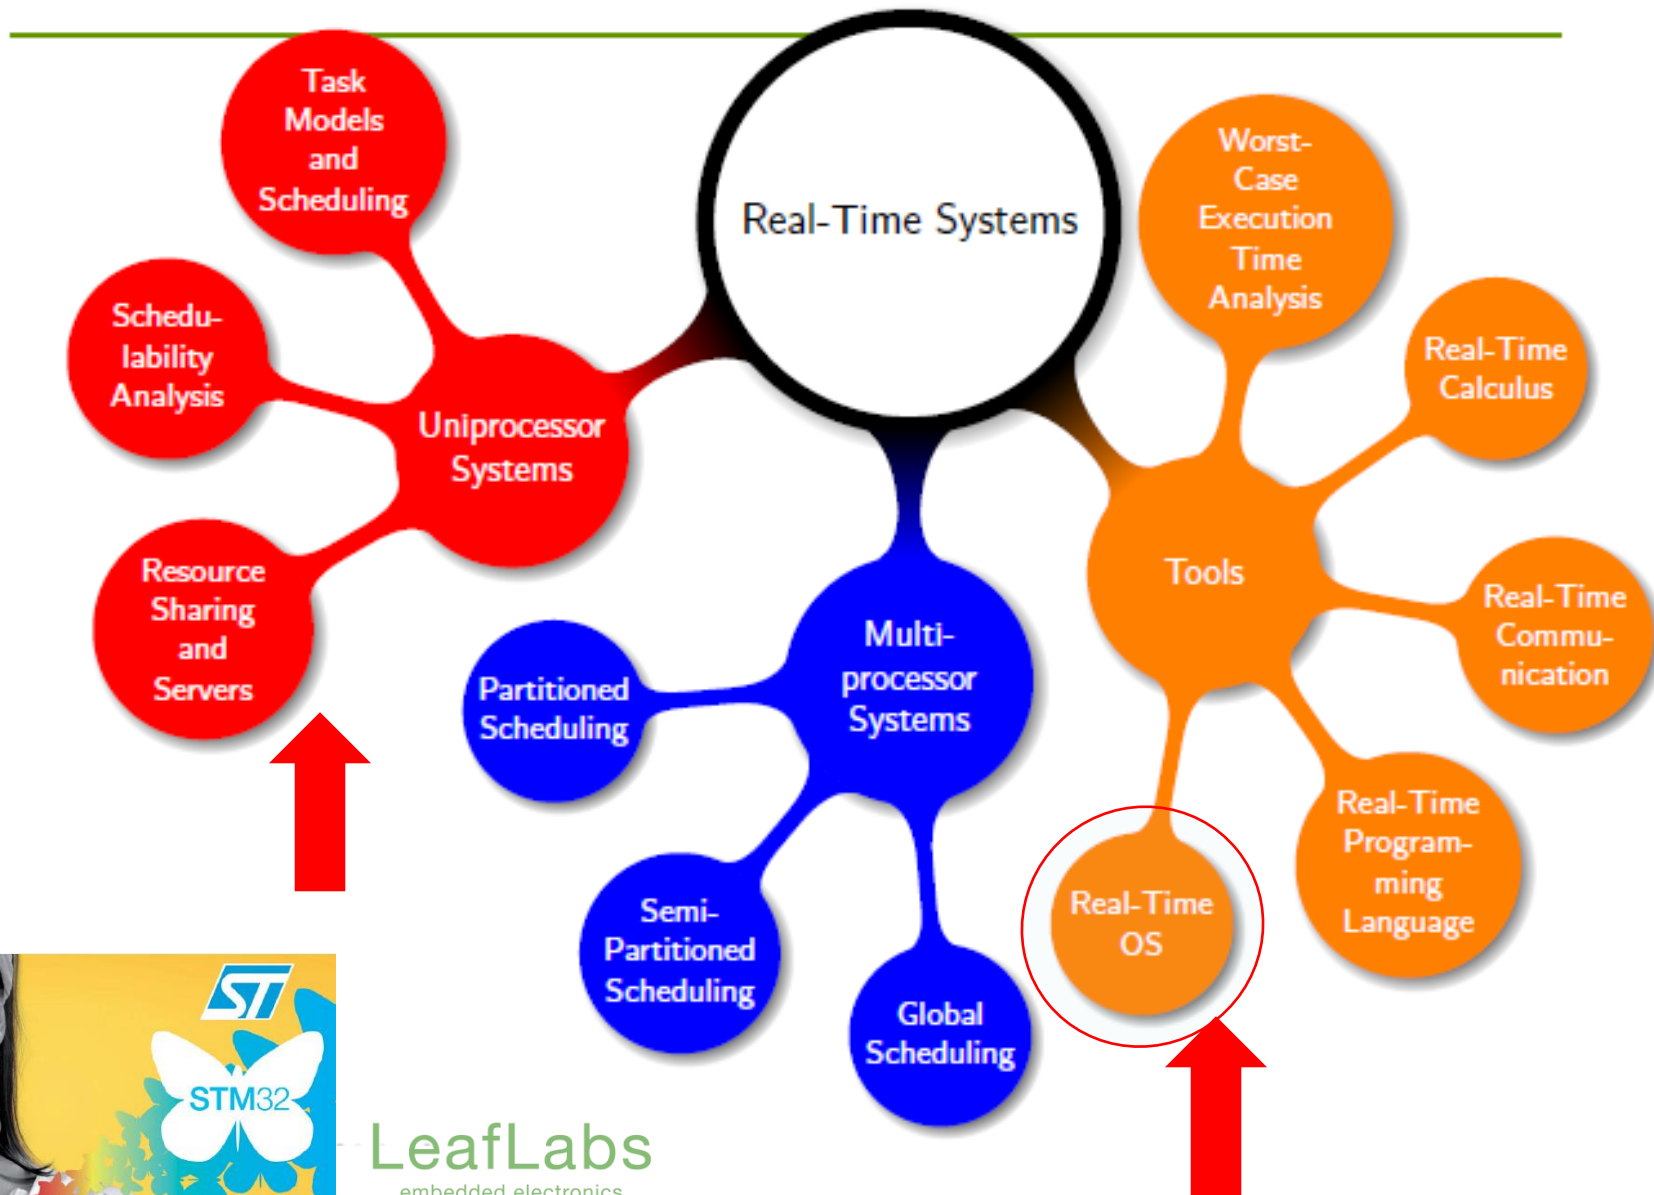 Real-Time Systems
Task
Models
and
Scheduling
Schedu-
lability
Analysis
Uniprocessor
Systems
Resource
Sharing
and
Servers
Multi-
processor
Systems
Partitioned
Scheduling
Semi-
Partitioned
Scheduling
Global
Scheduling
Tools
Worst-
Case
Execution
Time
Analysis
Real-Time
Calculus
Real-Time
Commu-
nication
Real-Time
Program-
ming
Language
Real-Time
OS
ST
STM32
LeafLabs
embedded electronics